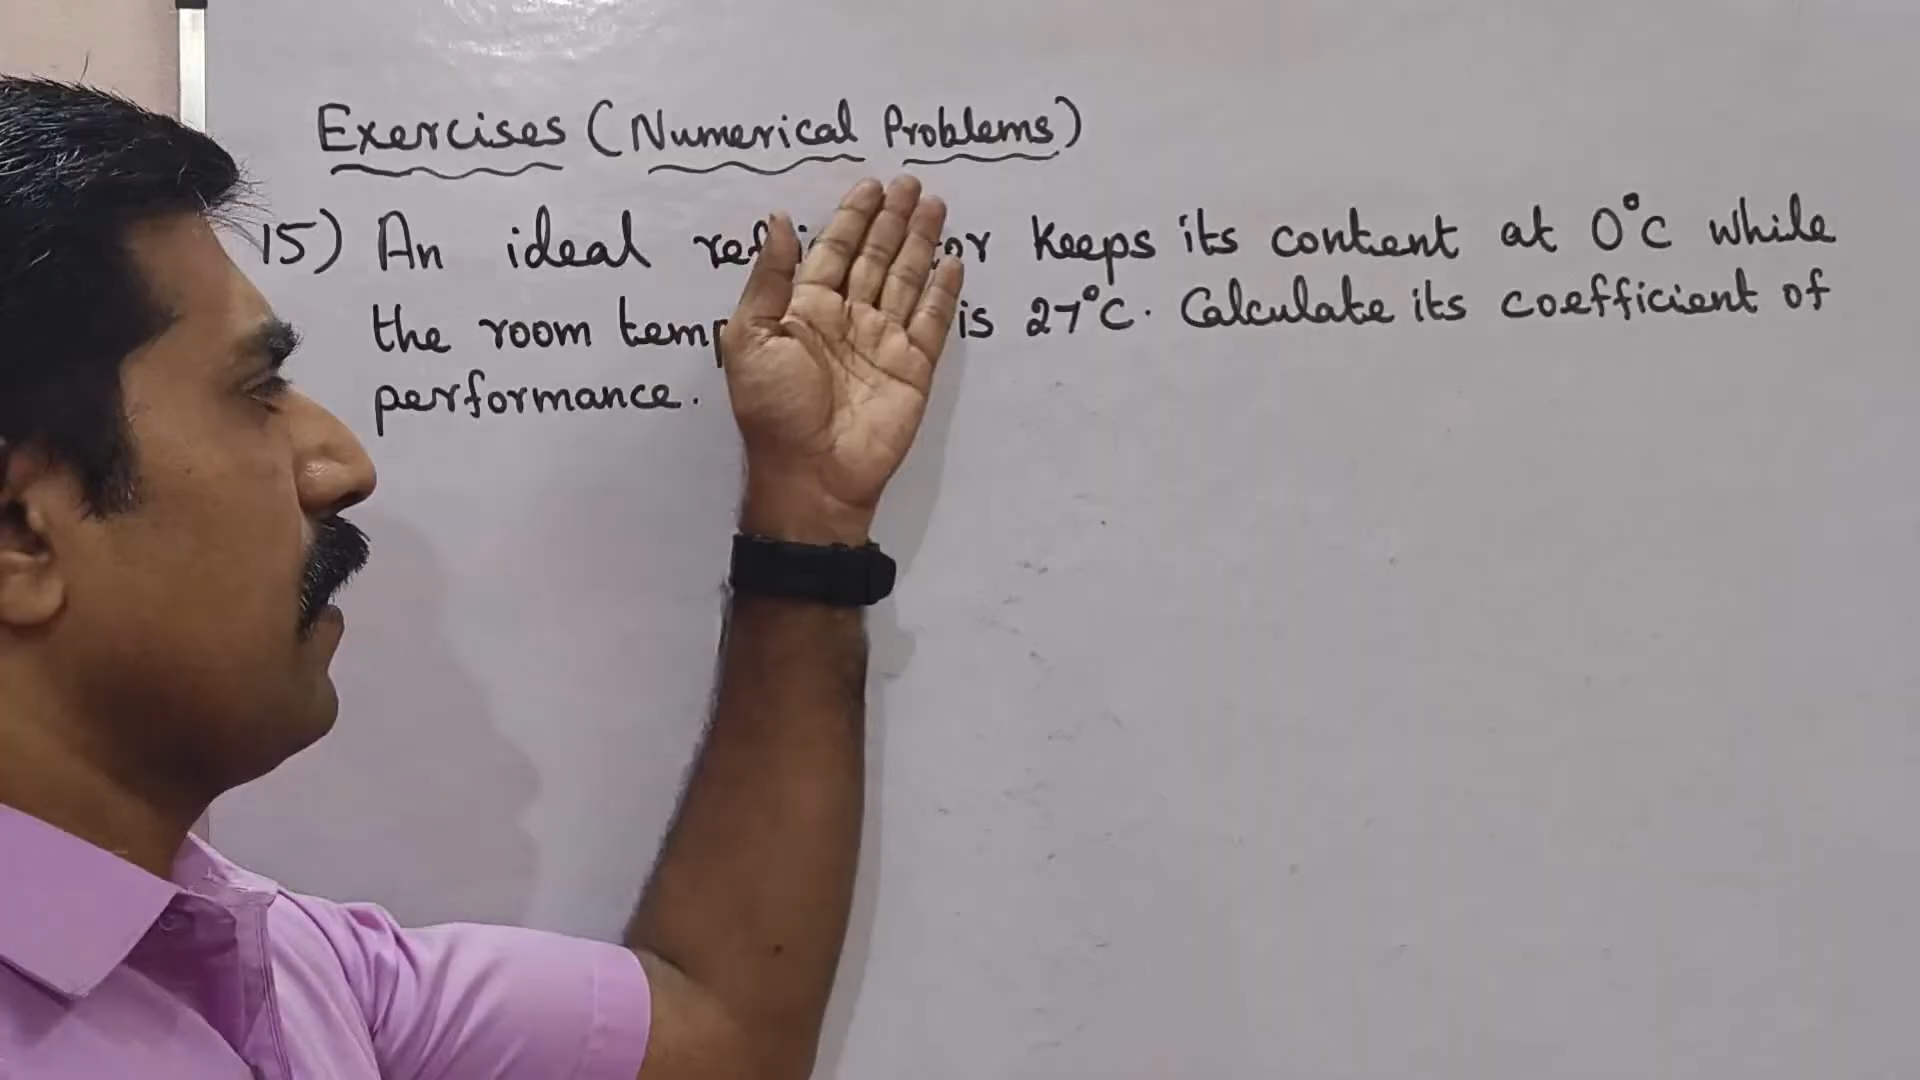 Exercises (Numerical Problems)
15) An ideal keeps its content at 0°C while
the room is 27°C. Calculate its coefficient of
performance.